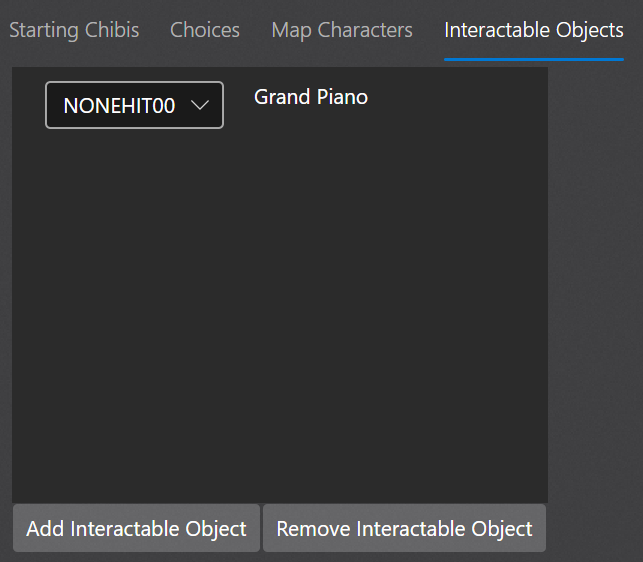 Starting Chibis Choices Map Characters Interactable Objects
NONEHIT00 Grand Piano
Add Interactable Object Remove Interactable Object